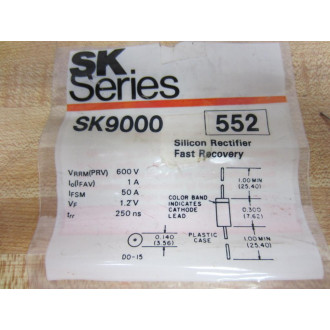 SK
Series
SK9000 552
Silicon Rectifier
Fast Recovery
VRRM(PRV) 600 V
IO(IFAV) 1 A
IFSM 50 A
VF 1.2 V
trr 250 ns
COLOR BAND
INDICATES
CATHODE
LEAD
1.00 MIN
(25.40)
0.300
(7.62)
1.00 MIN
(25.40)
PLASTIC
CASE
0.140
(3.56)
DO-15